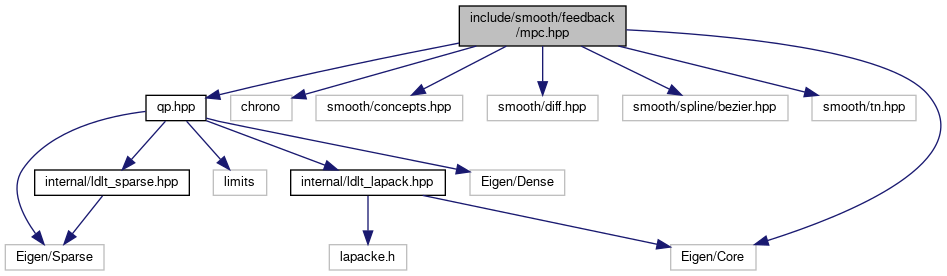 include/smooth/feedback
/mpc.hpp
qp.hpp
chrono
smooth/concepts.hpp
smooth/diff.hpp
smooth/spline/bezier.hpp
smooth/tn.hpp
internal/ldlt_sparse.hpp
limits
internal/ldlt_lapack.hpp
Eigen/Dense
Eigen/Sparse
lapacke.h
Eigen/Core